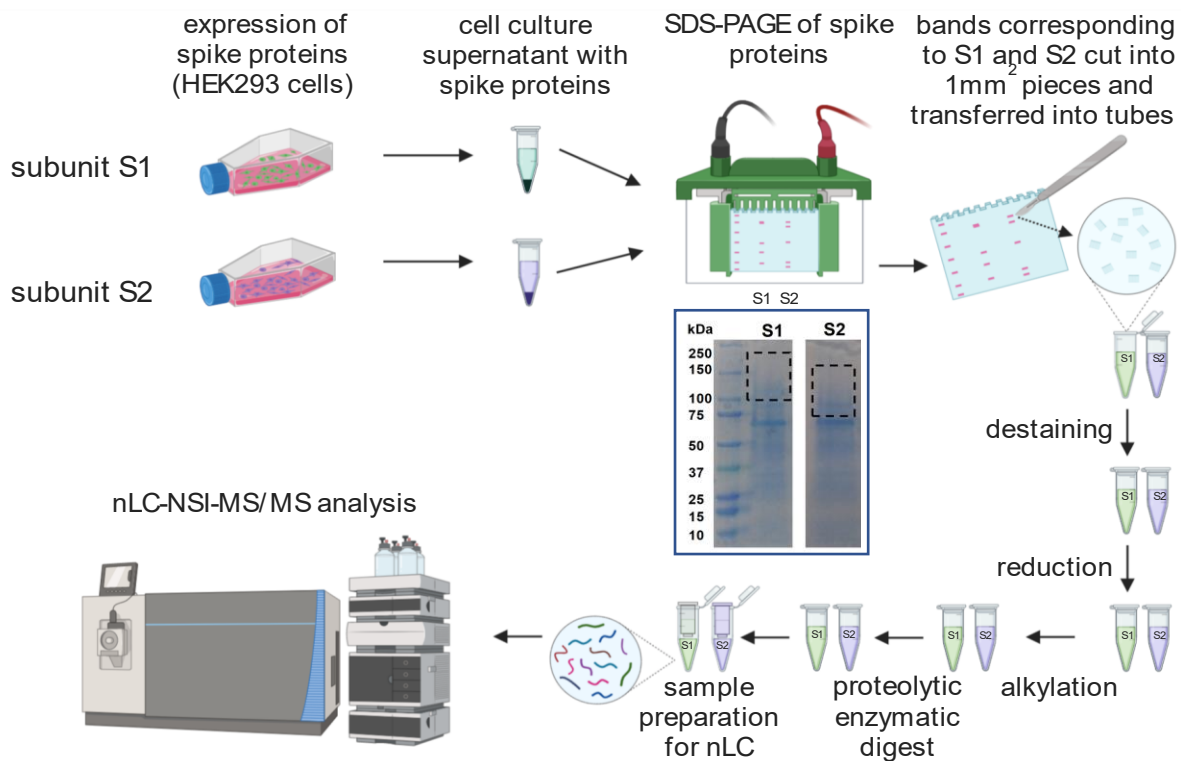 expression of
spike proteins
(HEK293 cells)
cell culture
supernatant with
spike proteins
SDS-PAGE of spike
proteins
bands corresponding
to S1 and S2 cut into
1mm² pieces and
transferred into tubes
subunit S1
subunit S2
S1 S2
kDa
S1
S2
250
150
100
75
50
37
25
15
10
S1
S2
destaining
S1
S2
reduction
S1
S2
alkylation
S1
S2
proteolytic
enzymatic
digest
S1
S2
sample
preparation
for nLC
S1
S2
nLC-NSI-MS/ MS analysis